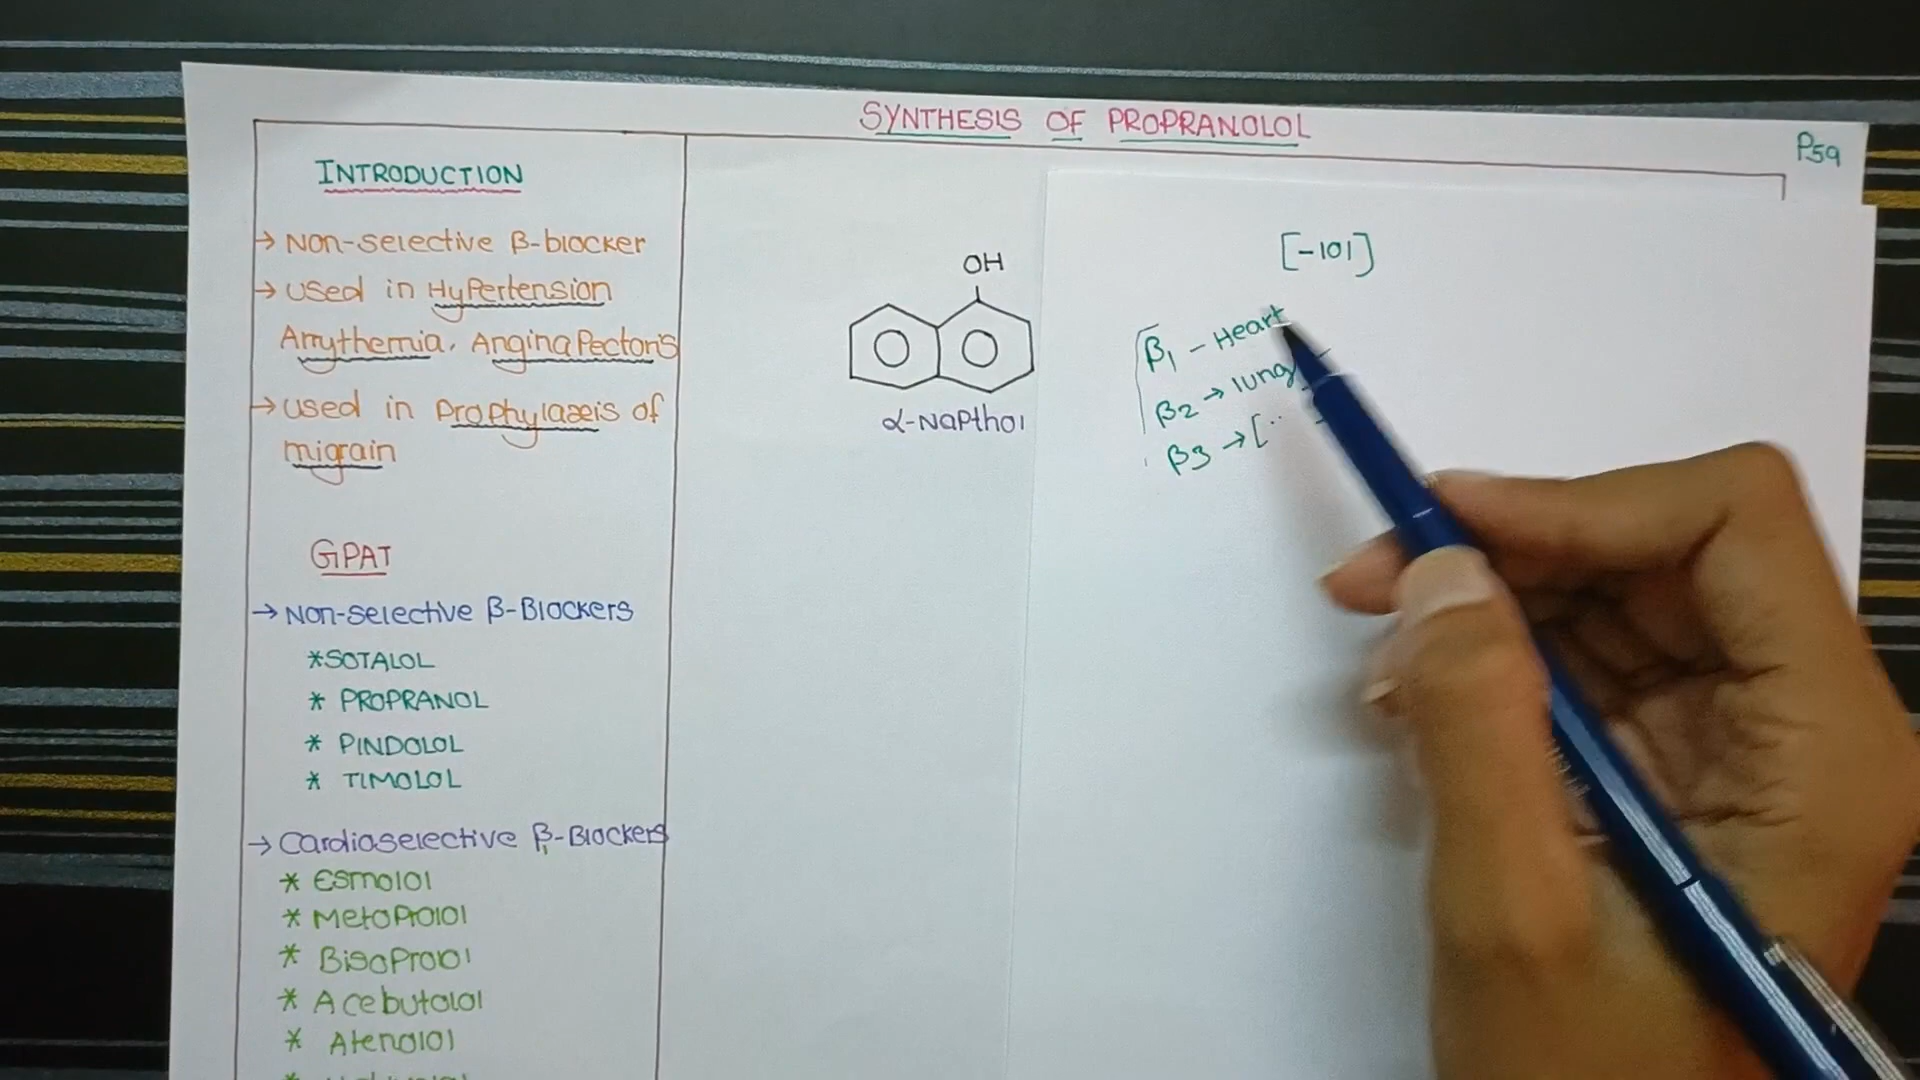 SYNTHESIS OF PROPRANOLOL
P59
INTRODUCTION
→ Non-selective β-blocker
→ Used in Hypertension
Arrythemia, Angina Pectoris
→ Used in Prophylaxeis of
migrain
GPAT
→ Non-selective β-Blockers
*SOTALOL
* PROPRANOL
* PINDOLOL
* TIMOLOL
→ Cardioselective β1-Blockers
* Esmolol
* Metoprolol
* Bisoprolol
* Acebutolol
* Atenolol
OH
α-Napthol
[-lol]
β1 - Heart
β2 → lung
β3 → [..